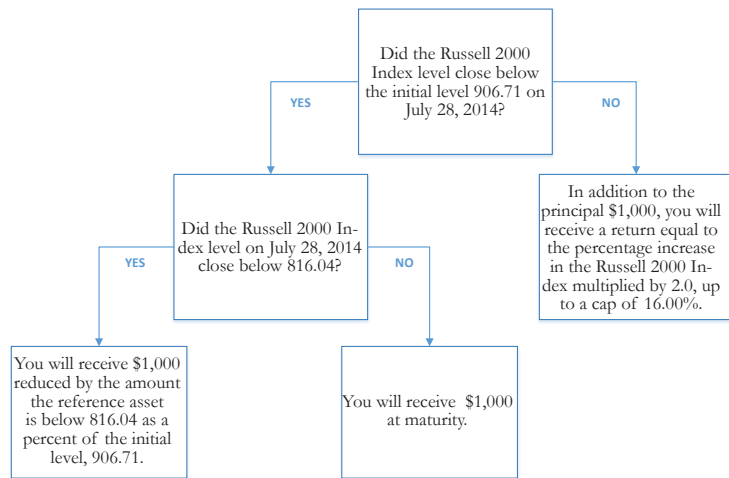 Did the Russell 2000
Index level close below
the initial level 906.71 on
July 28, 2014?
YES
NO
Did the Russell 2000 In-
dex level on July 28, 2014
close below 816.04?
In addition to the
principal $1,000, you will
receive a return equal to
the percentage increase
in the Russell 2000 In-
dex multiplied by 2.0, up
to a cap of 16.00%.
YES
NO
You will receive $1,000
reduced by the amount
the reference asset
is below 816.04 as a
percent of the initial
level, 906.71.
You will receive $1,000
at maturity.